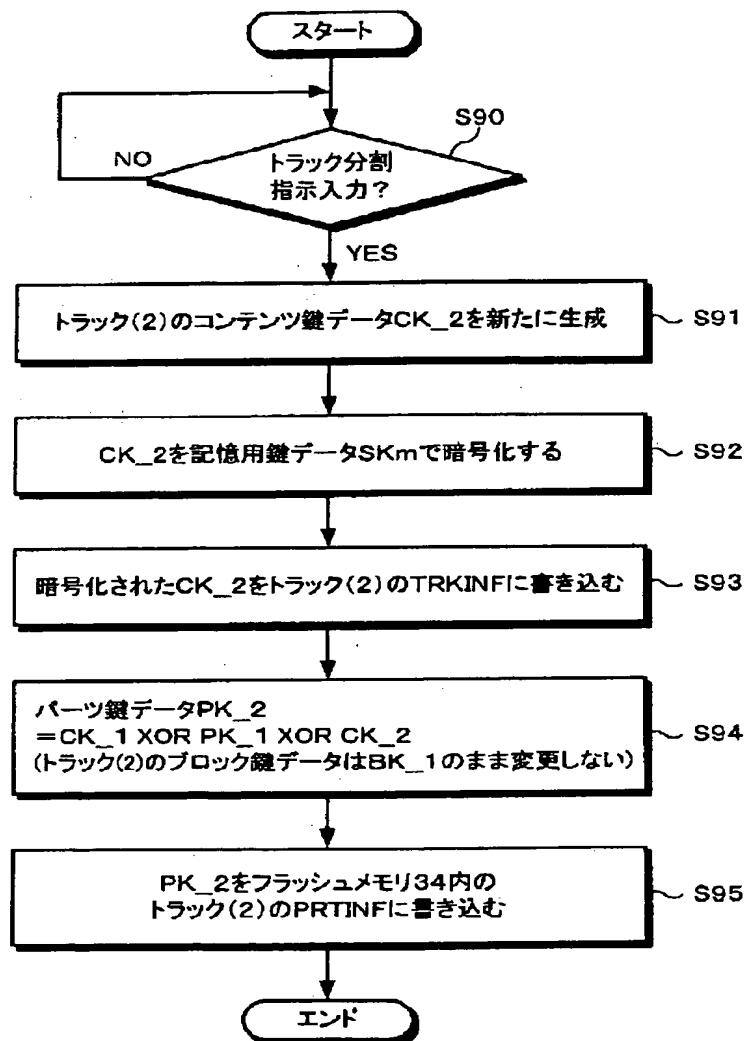 スタート
S90
NO
トラック分割
指示入力？
YES
トラック(2)のコンテンツ鍵データCK_2を新たに生成
S91
CK_2を記憶用鍵データSKmで暗号化する
S92
暗号化されたCK_2をトラック(2)のTRKINFに書き込む
S93
パーツ鍵データPK_2
=CK_1 XOR PK_1 XOR CK_2
(トラック(2)のブロック鍵データはBK_1のまま変更しない)
S94
PK_2をフラッシュメモリ34内の
トラック(2)のPRTINFに書き込む
S95
エンド